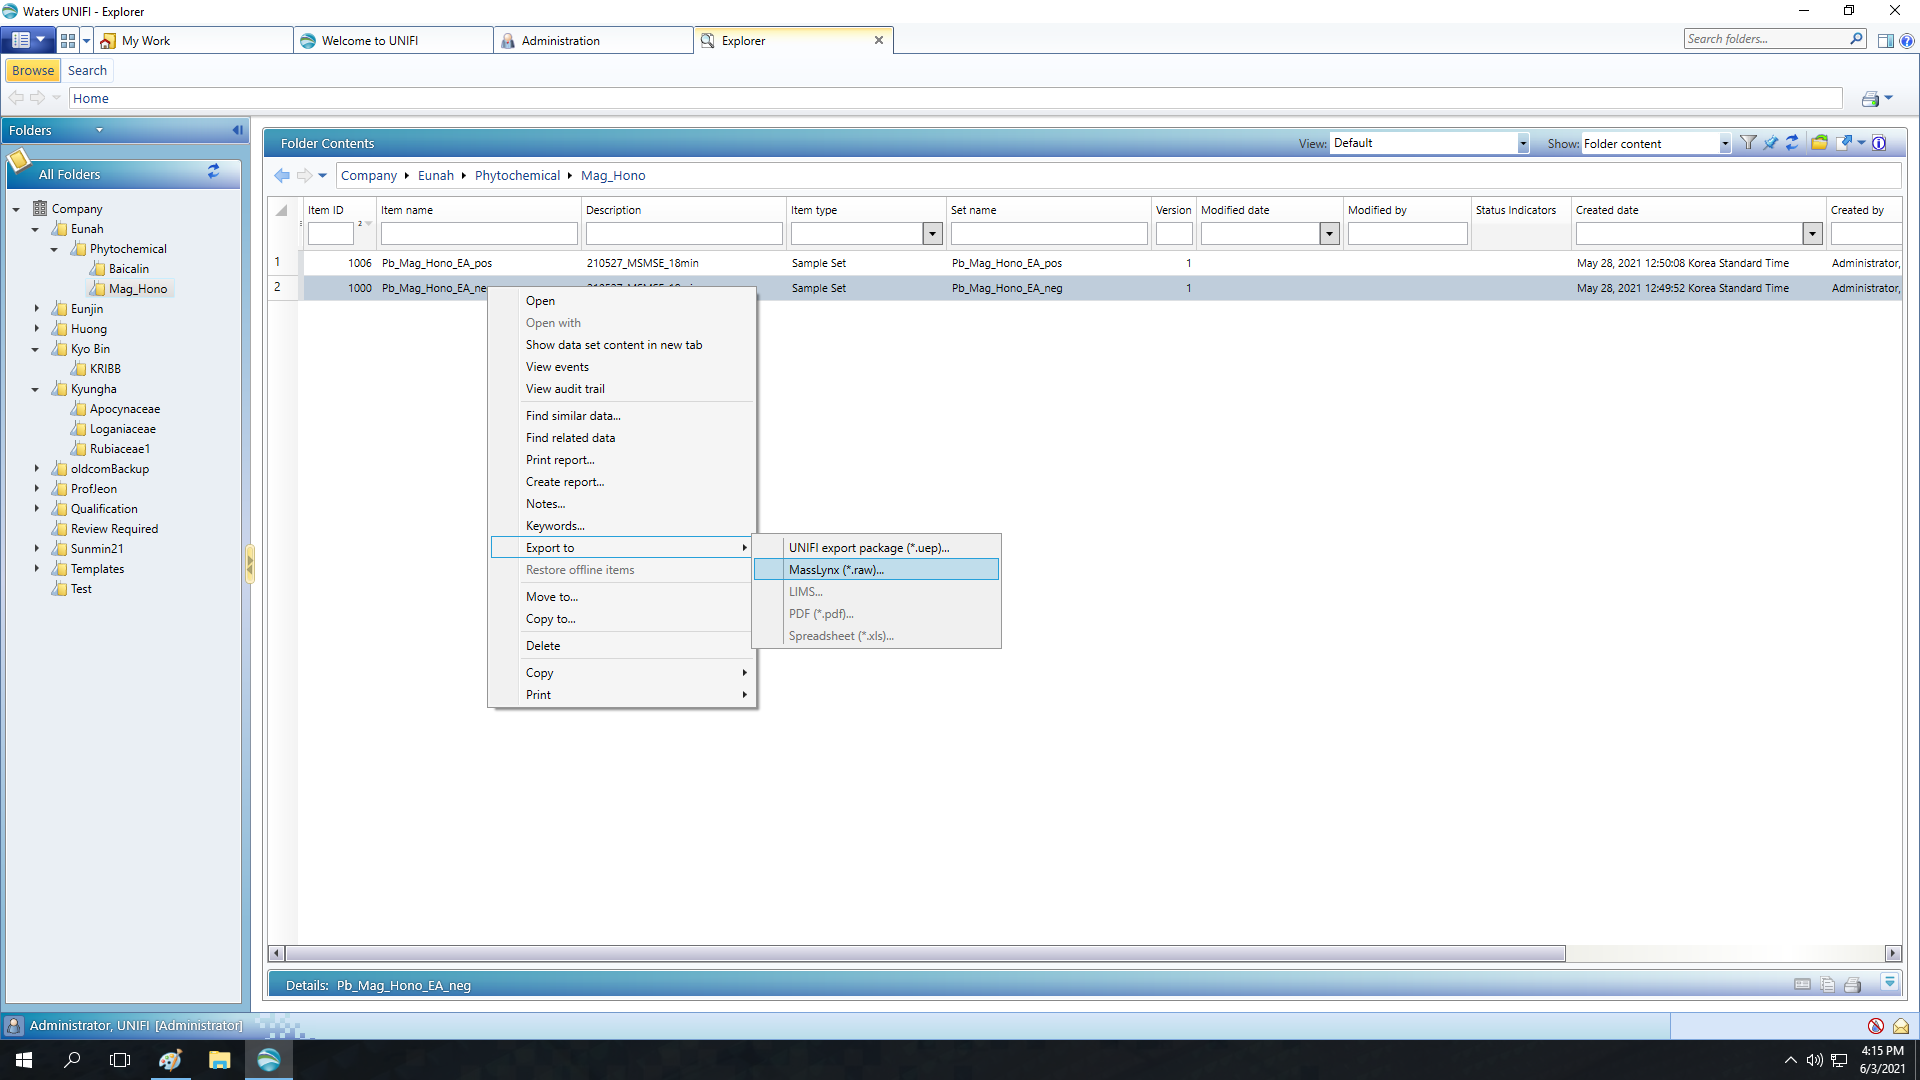 Waters UNIFI - Explorer
My Work
Welcome to UNIFI
Administration
Explorer
Search folders...
Browse
Search
Home
Folders
All Folders
Company
Eunah
Phytochemical
Baicalin
Mag_Hono
Eunjin
Huong
Kyo Bin
KRIBB
Kyungha
Apocynaceae
Loganiaceae
Rubiaceae1
oldcomBackup
ProfJeon
Qualification
Review Required
Sunmin21
Templates
Test
Folder Contents
View: Default
Show: Folder content
Company Eunah Phytochemical Mag_Hono
Item ID Item name Description Item type Set name Version Modified date Modified by Status Indicators Created date Created by
2
1 1006 Pb_Mag_Hono_EA_pos 210527_MSMSE_18min Sample Set Pb_Mag_Hono_EA_pos 1 May 28, 2021 12:50:08 Korea Standard Time Administrator,
2 1000 Pb_Mag_Hono_EA_neg 210527_MSMSE_18min Sample Set Pb_Mag_Hono_EA_neg 1 May 28, 2021 12:49:52 Korea Standard Time Administrator,
Open
Open with
Show data set content in new tab
View events
View audit trail
Find similar data...
Find related data
Print report...
Create report...
Notes...
Keywords...
Export to
Restore offline items
Move to...
Copy to...
Delete
Copy
Print
UNIFI export package (*.uep)...
MassLynx (*.raw)...
LIMS...
PDF (*.pdf)...
Spreadsheet (*.xls)...
Details: Pb_Mag_Hono_EA_neg
Administrator, UNIFI [Administrator]
4:15 PM
6/3/2021